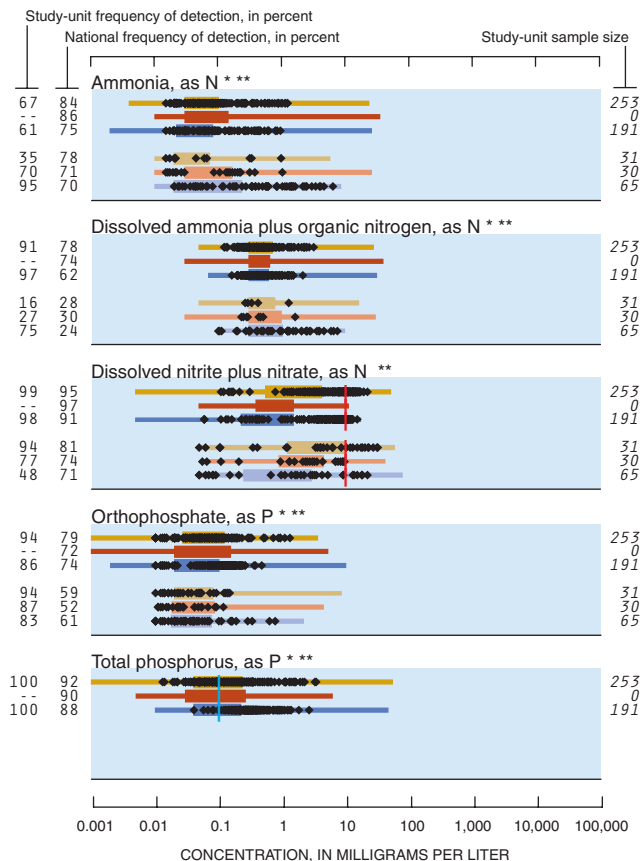 Study-unit frequency of detection, in percent
National frequency of detection, in percent
Study-unit sample size
Ammonia, as N * **
67 84 253
-- 86 0
61 75 191
35 78 31
70 71 30
95 70 65
Dissolved ammonia plus organic nitrogen, as N * **
91 78 253
-- 74 0
97 62 191
16 28 31
27 30 30
75 24 65
Dissolved nitrite plus nitrate, as N **
99 95 253
-- 97 0
98 91 191
94 81 31
77 74 30
48 71 65
Orthophosphate, as P * **
94 79 253
-- 72 0
86 74 191
94 59 31
87 52 30
83 61 65
Total phosphorus, as P * **
100 92 253
-- 90 0
100 88 191
0.001 0.01 0.1 1 10 100 1,000 10,000 100,000
CONCENTRATION, IN MILLIGRAMS PER LITER